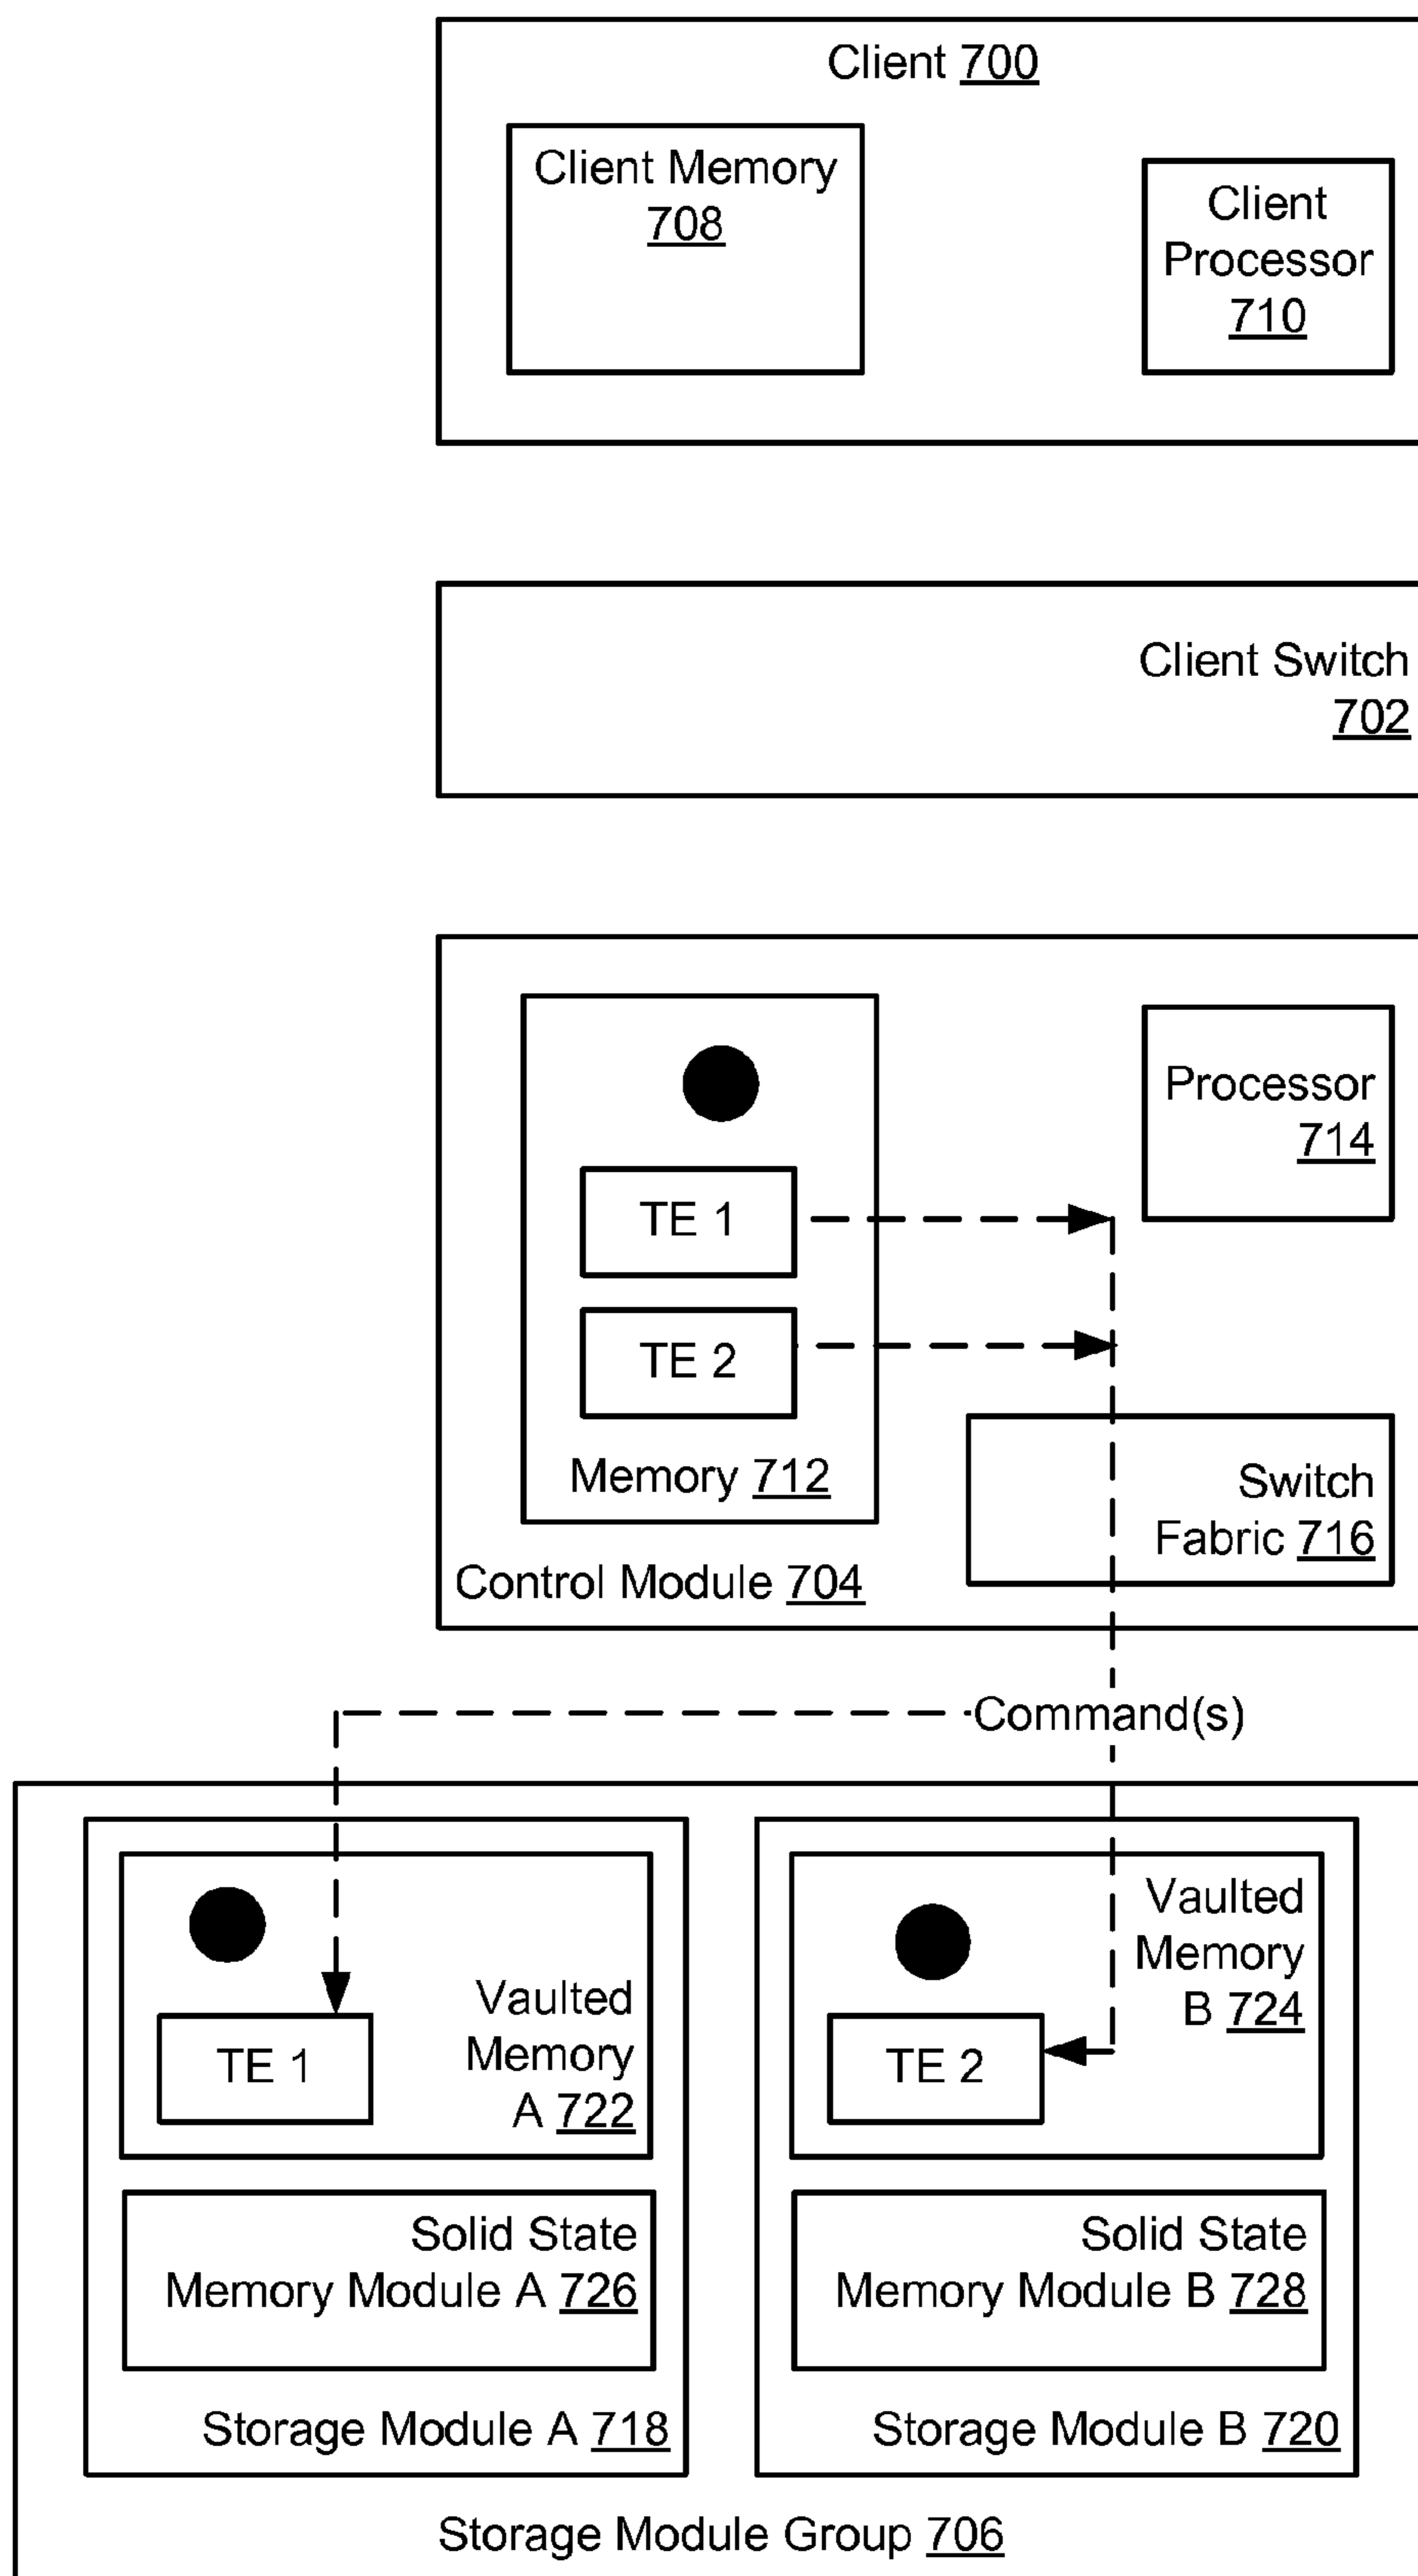 Client 700
Client Memory
708
Client
Processor
710
Client Switch
702
TE 1
TE 2
Memory 712
Processor
714
Switch
Fabric 716
Control Module 704
Command(s)
TE 1
Vaulted
Memory
A 722
Solid State
Memory Module A 726
Storage Module A 718
Vaulted
Memory
B 724
TE 2
Solid State
Memory Module B 728
Storage Module B 720
Storage Module Group 706